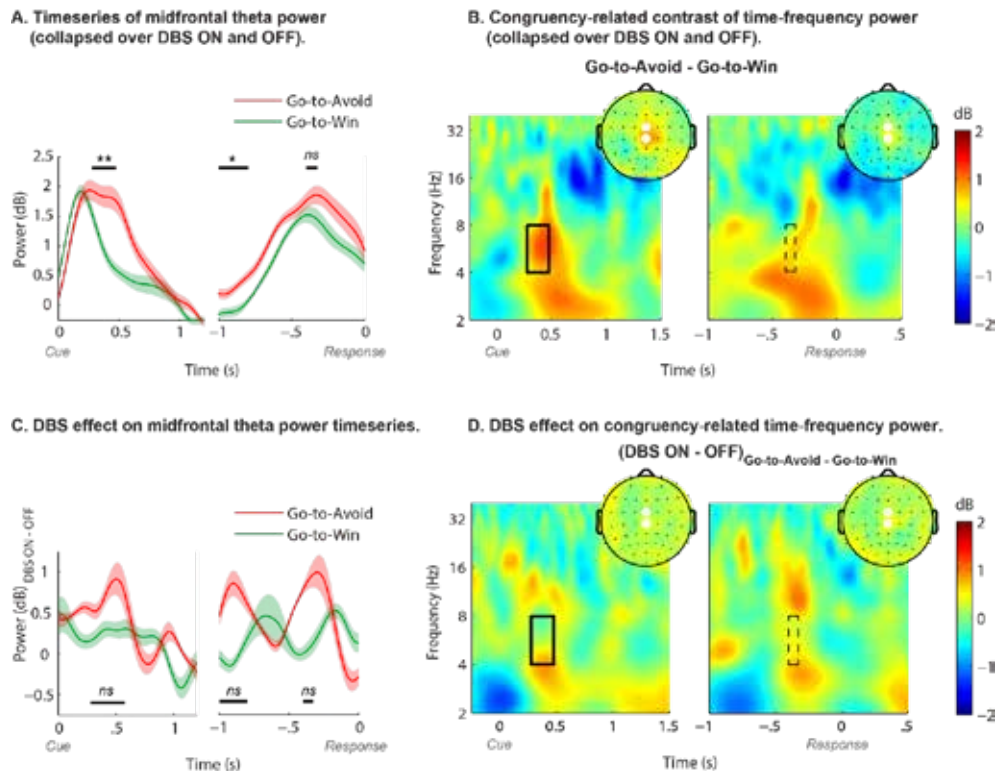 A. Timeseries of midfrontal theta power
(collapsed over DBS ON and OFF).
Go-to-Avoid
Go-to-Win
** * ns
Power (dB)
2.5
2
1.5
1
0.5
0
0 0.5 1 -1 -.5 0
Cue Response
Time (s)
B. Congruency-related contrast of time-frequency power
(collapsed over DBS ON and OFF).
Go-to-Avoid - Go-to-Win
dB
Frequency (Hz)
32
16
8
4
2
2
1
0
-1
-2
0 0.5 1 1.5 -1 -.5 0 .5
Cue Response
Time (s)
C. DBS effect on midfrontal theta power timeseries.
Go-to-Avoid
Go-to-Win
Power (dB) DBS ON - OFF
1
0.5
0
-0.5
ns ns ns
0 .5 1 -1 -.5 0
Cue Response
Time (s)
D. DBS effect on congruency-related time-frequency power.
(DBS ON - OFF) Go-to-Avoid - Go-to-Win
dB
Frequency (Hz)
32
16
8
4
2
2
1
0
-1
-2
0 0.5 1 1.5 -1 -.5 0 .5
Cue Response
Time (s)